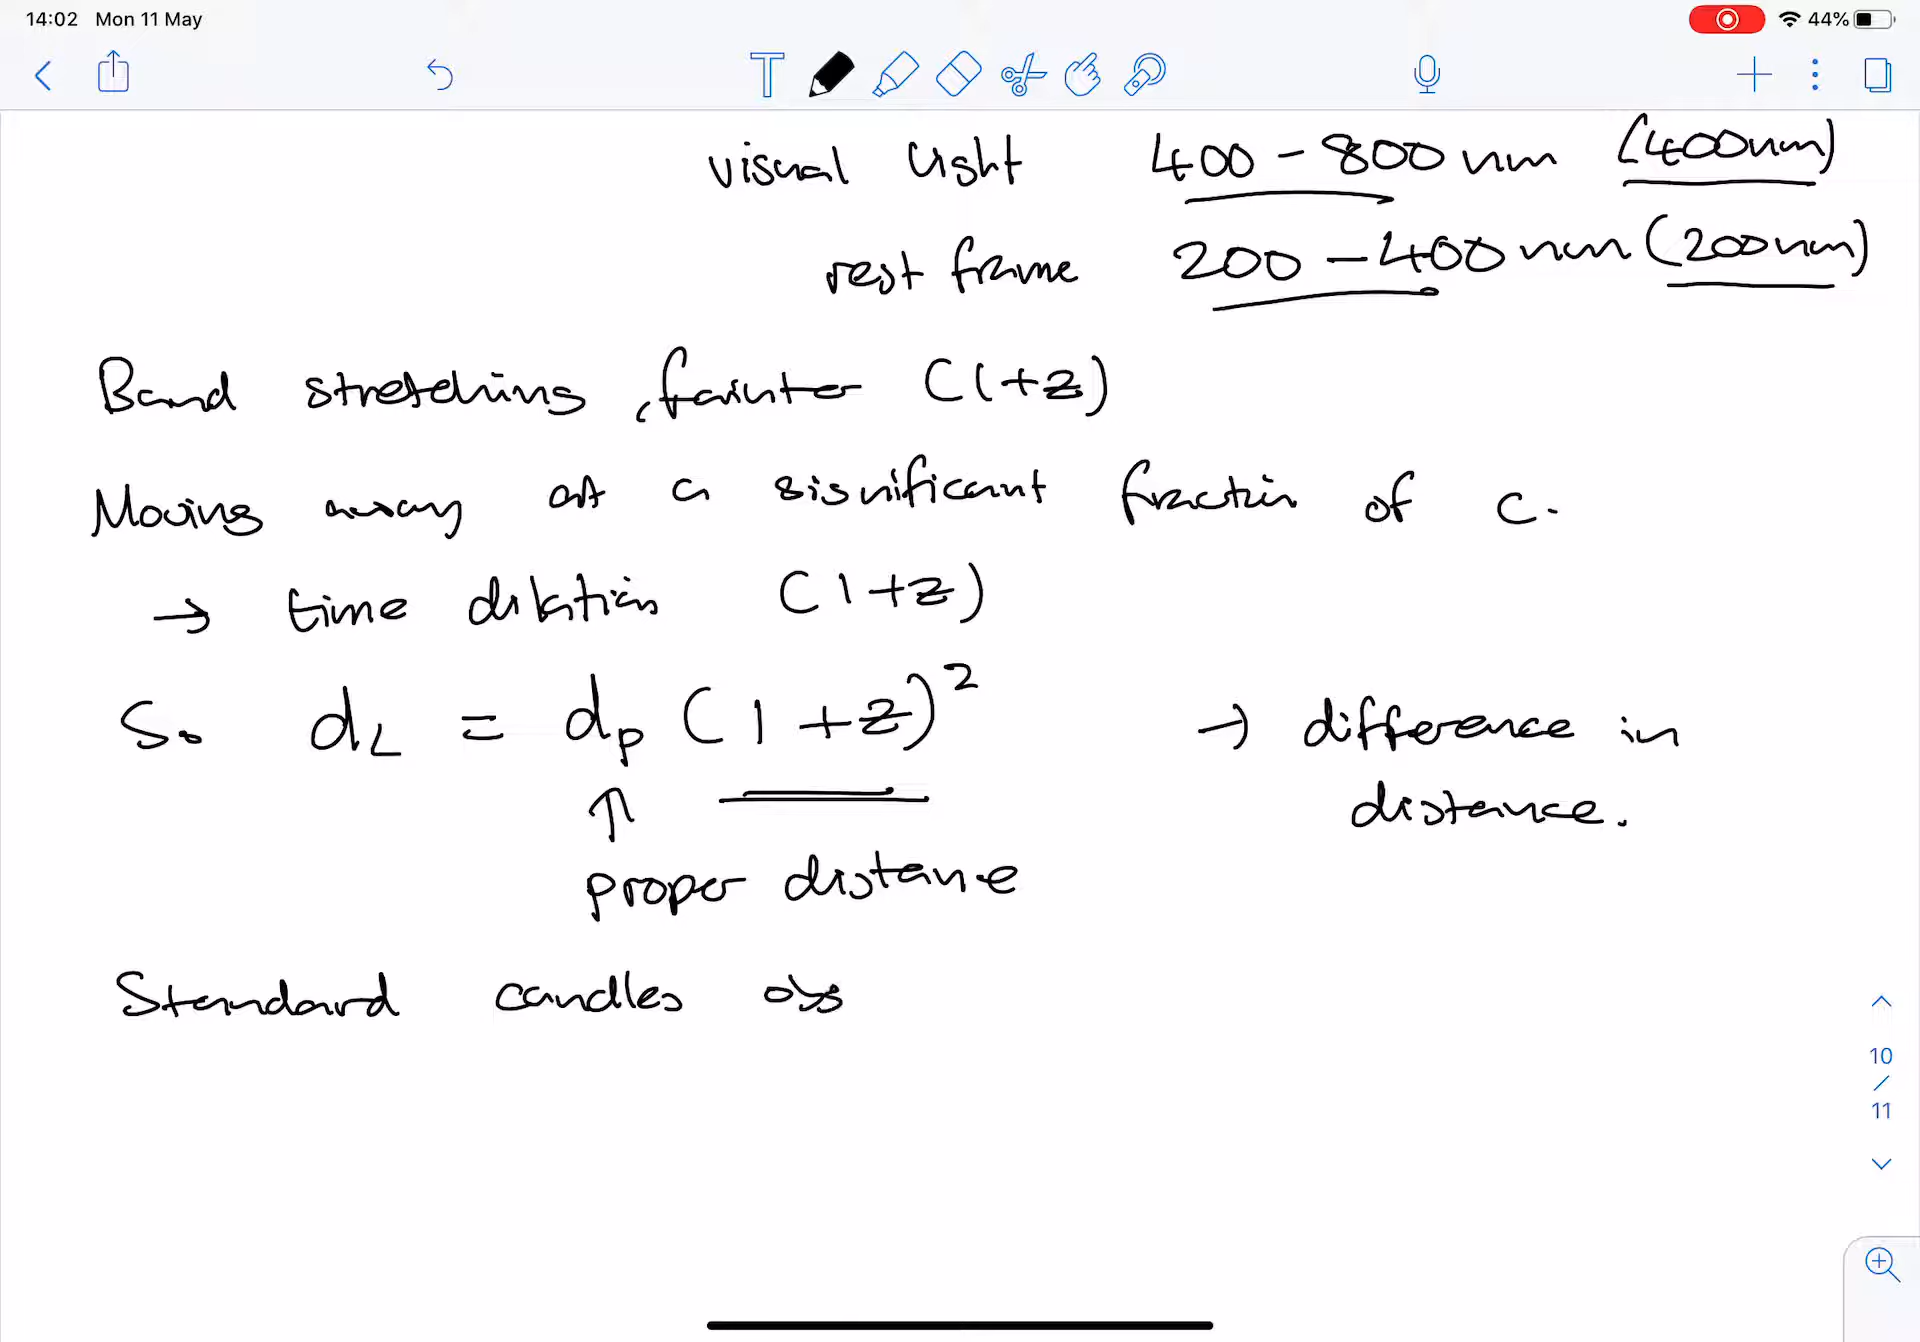 14:02 Mon 11 May 44%
visual light 400 - 800 nm (400nm)
rest frame 200 - 400 nm (200nm)
Band stretching, fainter (1+z)
Moving away at a significant fraction of c.
→ time dilation (1+z)
So d_L = d_p (1+z)² → difference in
distance.
↑
proper distance
Standard candles obs
10
/
11